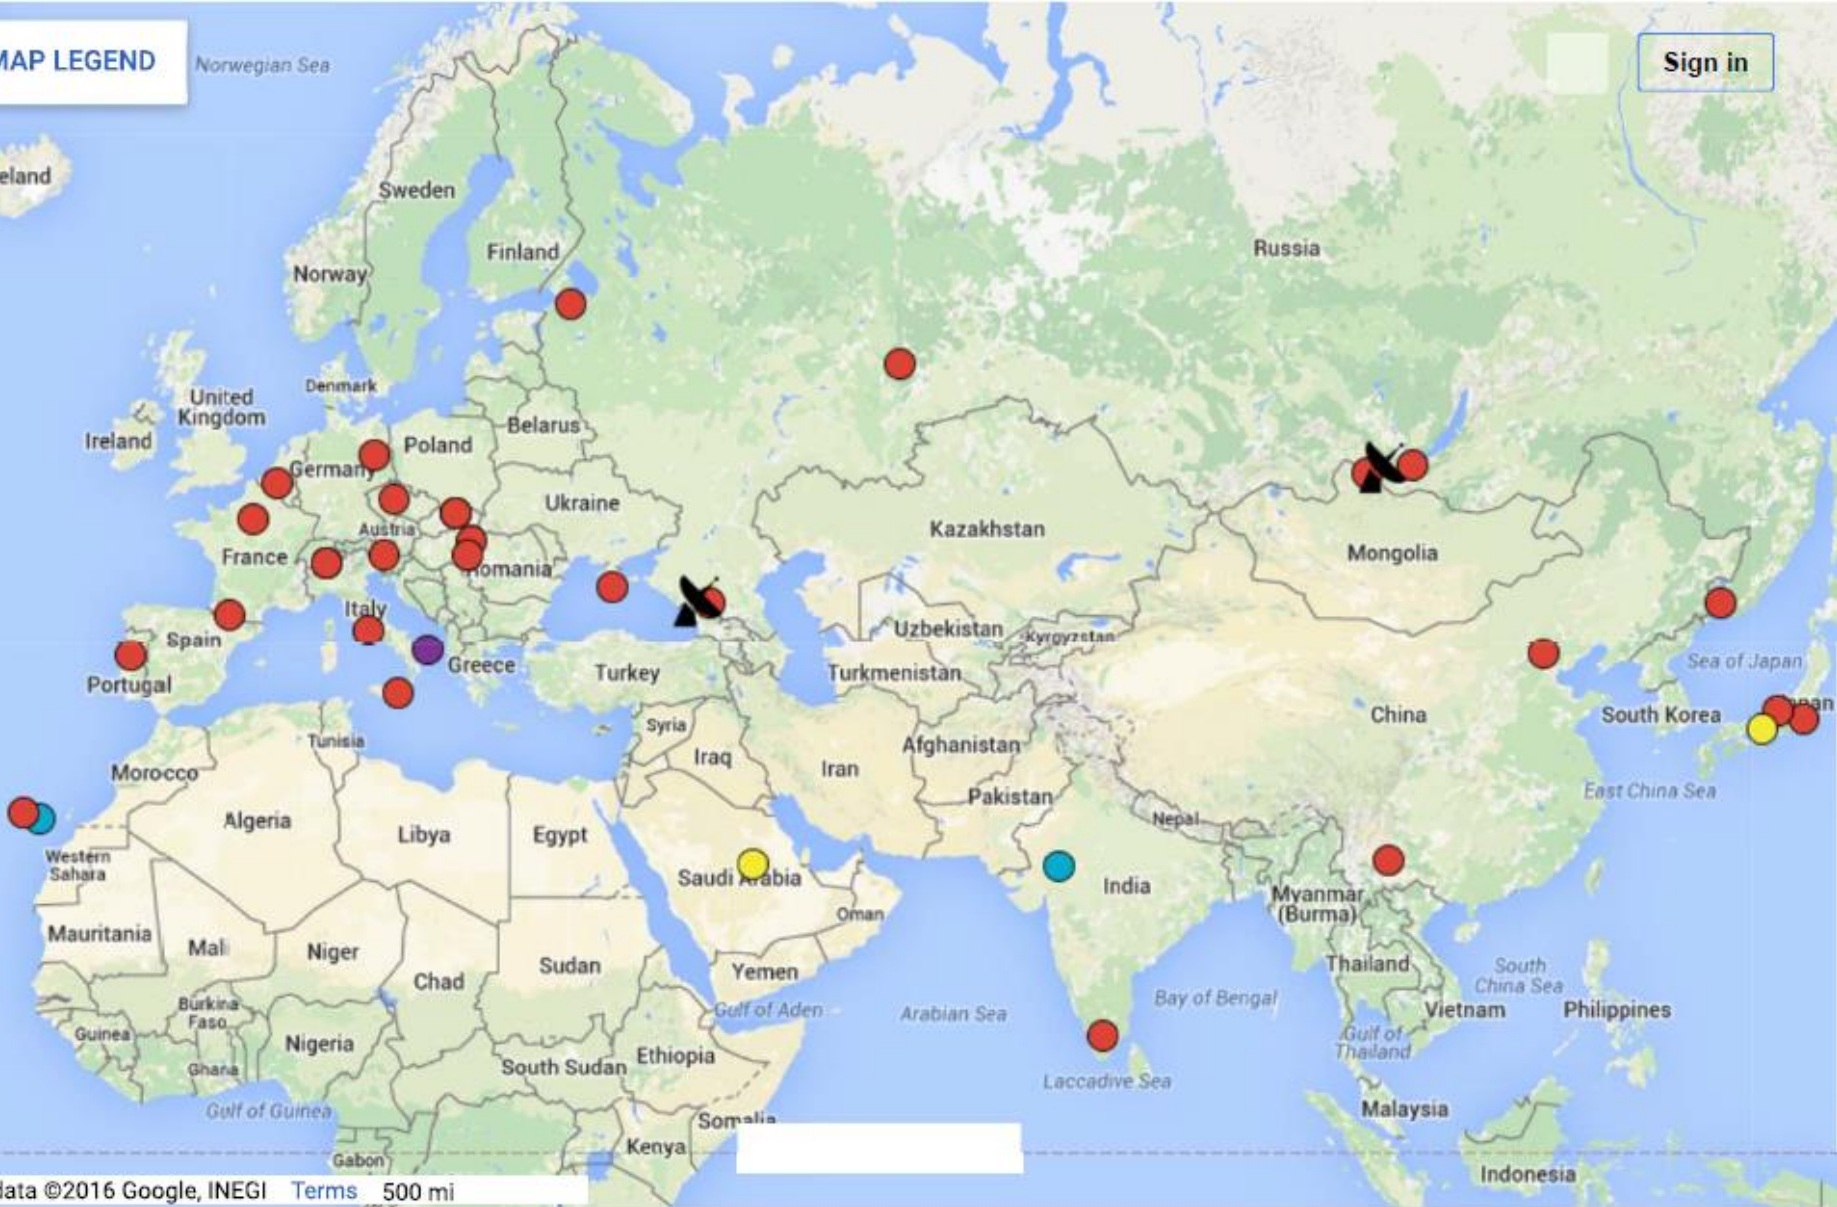 MAP LEGEND
Norwegian Sea
Sign in
eland
Sweden
Finland
Russia
Norway
Denmark
United
Kingdom
Ireland
Belarus
Poland
Germany
Ukraine
Austria
France
Kazakhstan
Mongolia
Romania
Italy
Spain
Uzbekistan
Kyrgyzstan
Greece
Turkey
Turkmenistan
Sea of Japan
Portugal
Syria
Afghanistan
China
South Korea
Japan
Tunisia
Morocco
Iraq
Iran
Pakistan
East China Sea
Algeria
Libya
Egypt
Nepal
Western
Sahara
Saudi Arabia
India
Myanmar
(Burma)
Oman
Mauritania
Mali
Niger
Chad
Sudan
Yemen
Thailand
South
China Sea
Burkina
Faso
Gulf of Aden
Arabian Sea
Bay of Bengal
Vietnam
Philippines
Guinea
Nigeria
Ghana
South Sudan
Ethiopia
Gulf of
Thailand
Laccadive Sea
Gulf of Guinea
Somalia
Malaysia
Kenya
Gabon
Indonesia
data ©2016 Google, INEGI Terms 500 mi